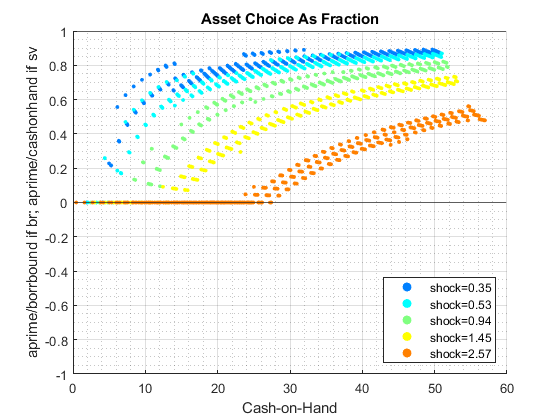 Asset Choice As Fraction
aprime/borrbound if br; aprime/cashonhand if sv
1
0.8
0.6
0.4
0.2
0
-0.2
-0.4
-0.6
-0.8
-1
shock=0.35
shock=0.53
shock=0.94
shock=1.45
shock=2.57
0 10 20 30 40 50 60
Cash-on-Hand